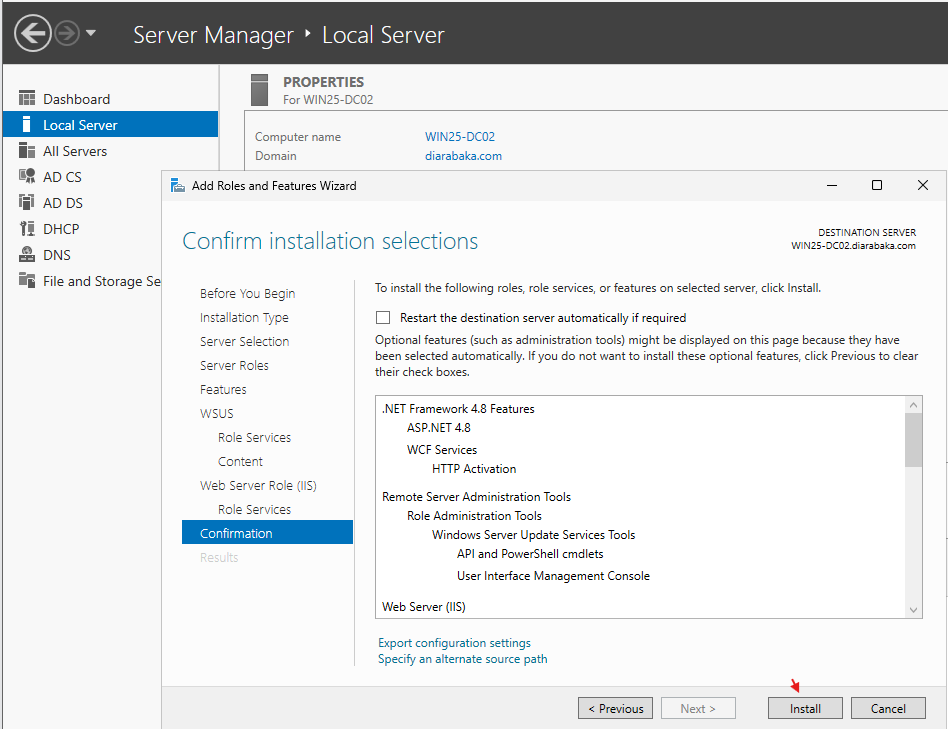 Server Manager ‣ Local Server
Dashboard
Local Server
All Servers
AD CS
AD DS
DHCP
DNS
File and Storage Se
PROPERTIES
For WIN25-DC02
Computer name WIN25-DC02
Domain diarabaka.com
Add Roles and Features Wizard
Confirm installation selections
DESTINATION SERVER
WIN25-DC02.diarabaka.com
Before You Begin
Installation Type
Server Selection
Server Roles
Features
WSUS
Role Services
Content
Web Server Role (IIS)
Role Services
Confirmation
Results
To install the following roles, role services, or features on selected server, click Install.
Restart the destination server automatically if required
Optional features (such as administration tools) might be displayed on this page because they have
been selected automatically. If you do not want to install these optional features, click Previous to clear
their check boxes.
.NET Framework 4.8 Features
ASP.NET 4.8
WCF Services
HTTP Activation
Remote Server Administration Tools
Role Administration Tools
Windows Server Update Services Tools
API and PowerShell cmdlets
User Interface Management Console
Web Server (IIS)
Export configuration settings
Specify an alternate source path
< Previous
Next >
Install
Cancel